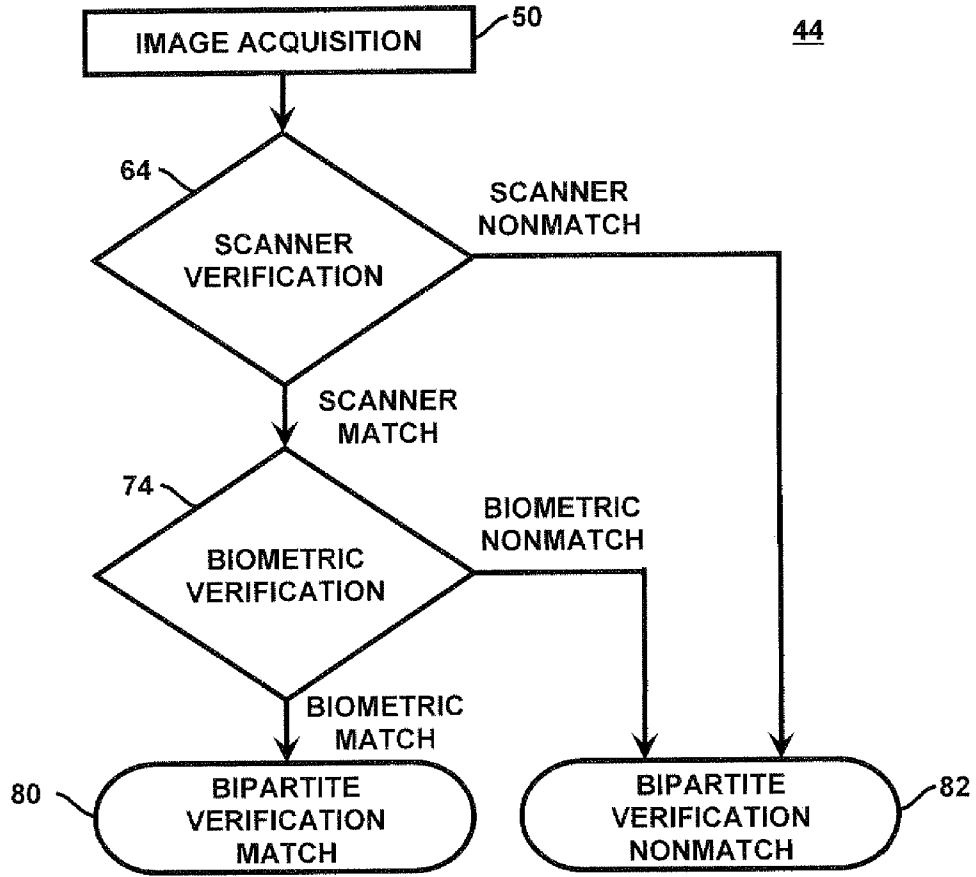 50
44
IMAGE ACQUISITION
64
SCANNER
NONMATCH
SCANNER
VERIFICATION
SCANNER
MATCH
74
BIOMETRIC
NONMATCH
BIOMETRIC
VERIFICATION
BIOMETRIC
MATCH
80
BIPARTITE
VERIFICATION
MATCH
BIPARTITE
VERIFICATION
NONMATCH
82